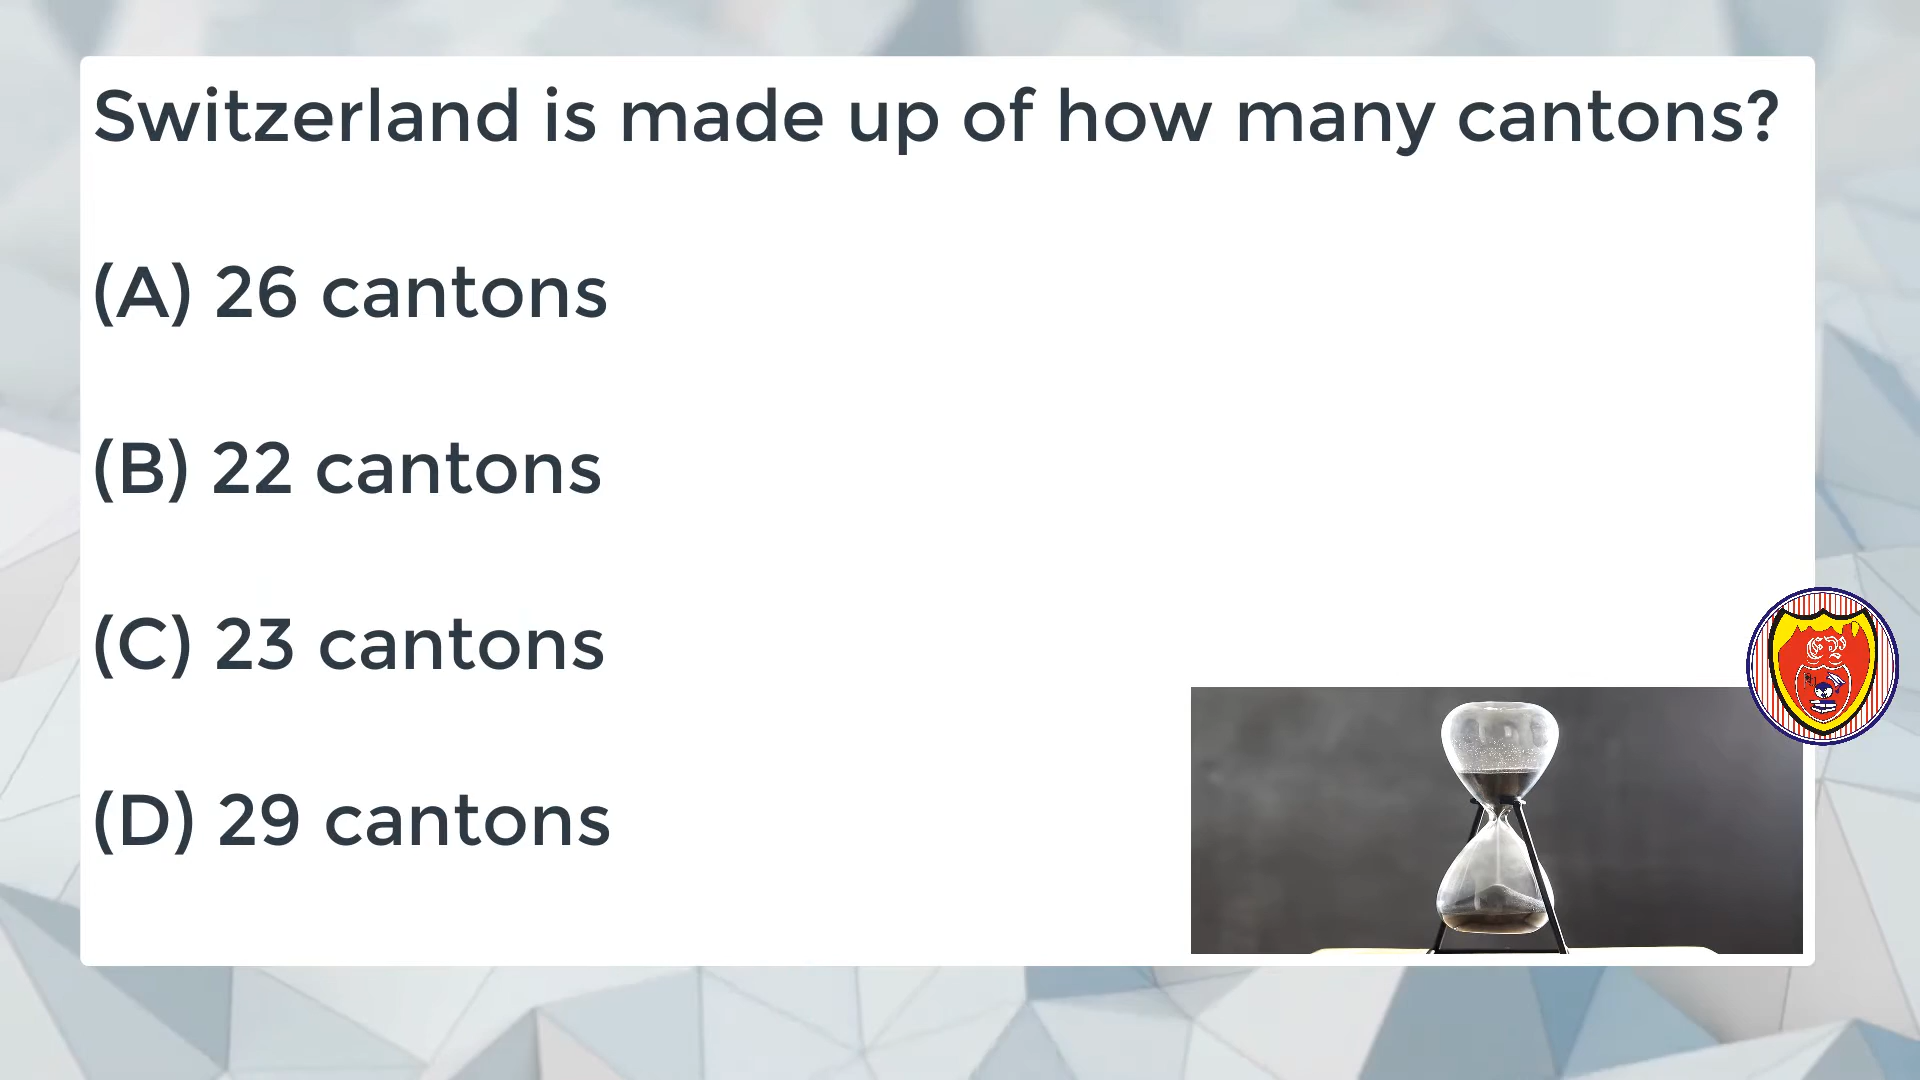 Switzerland is made up of how many cantons?
(A) 26 cantons
(B) 22 cantons
(C) 23 cantons
(D) 29 cantons